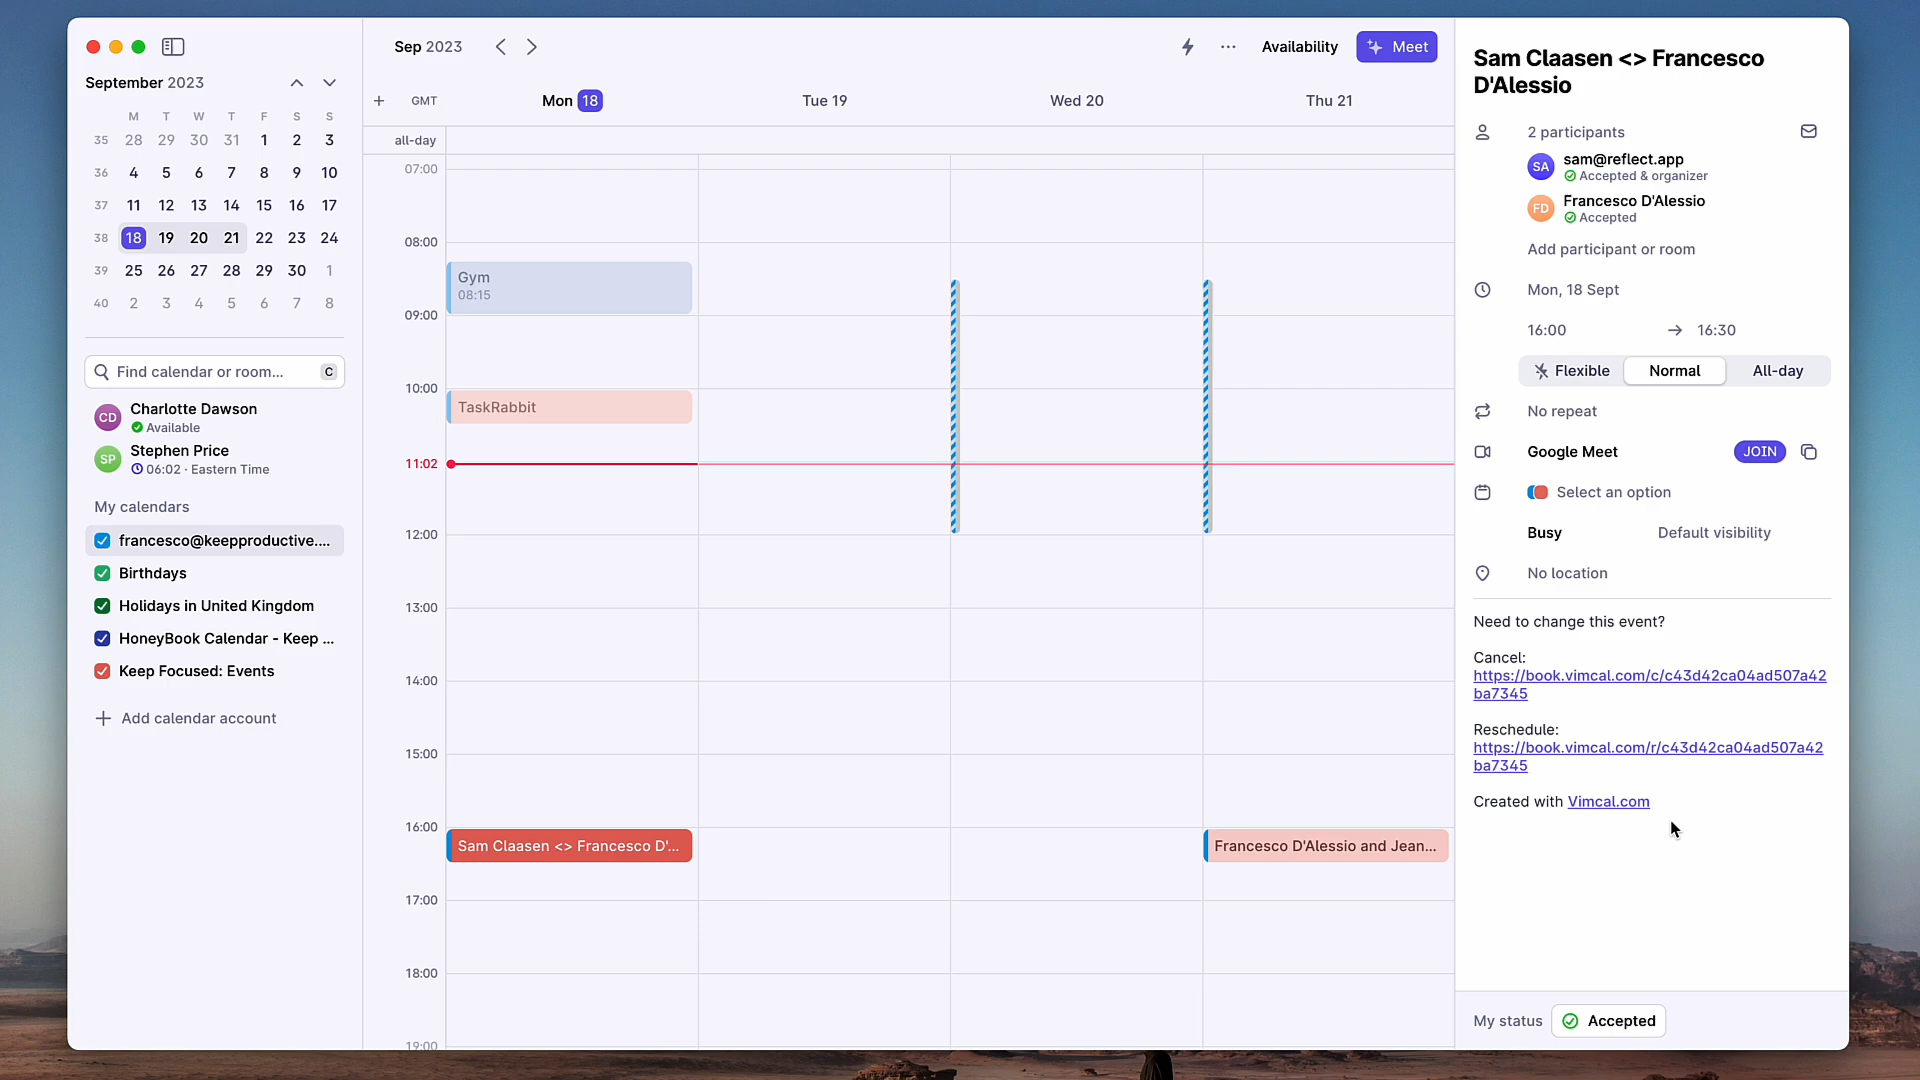 September 2023
M T W T F S S
35 28 29 30 31 1 2 3
36 4 5 6 7 8 9 10
37 11 12 13 14 15 16 17
38 18 19 20 21 22 23 24
39 25 26 27 28 29 30 1
40 2 3 4 5 6 7 8
Find calendar or room... C
CD Charlotte Dawson
Available
SP Stephen Price
06:02 · Eastern Time
My calendars
francesco@keepproductive....
Birthdays
Holidays in United Kingdom
HoneyBook Calendar - Keep ...
Keep Focused: Events
+ Add calendar account
Sep 2023
Availability
Meet
+ GMT Mon 18 Tue 19 Wed 20 Thu 21
all-day
07:00
08:00
Gym
08:15
09:00
10:00
TaskRabbit
11:02
12:00
13:00
14:00
15:00
16:00
Sam Claasen <> Francesco D'...
Francesco D'Alessio and Jean...
17:00
18:00
19:00
Sam Claasen <> Francesco
D'Alessio
2 participants
SA sam@reflect.app
Accepted & organizer
FD Francesco D'Alessio
Accepted
Add participant or room
Mon, 18 Sept
16:00 → 16:30
Flexible Normal All-day
No repeat
Google Meet JOIN
Select an option
Busy Default visibility
No location
Need to change this event?
Cancel:
https://book.vimcal.com/c/c43d42ca04ad507a42
ba7345
Reschedule:
https://book.vimcal.com/r/c43d42ca04ad507a42
ba7345
Created with Vimcal.com
My status Accepted